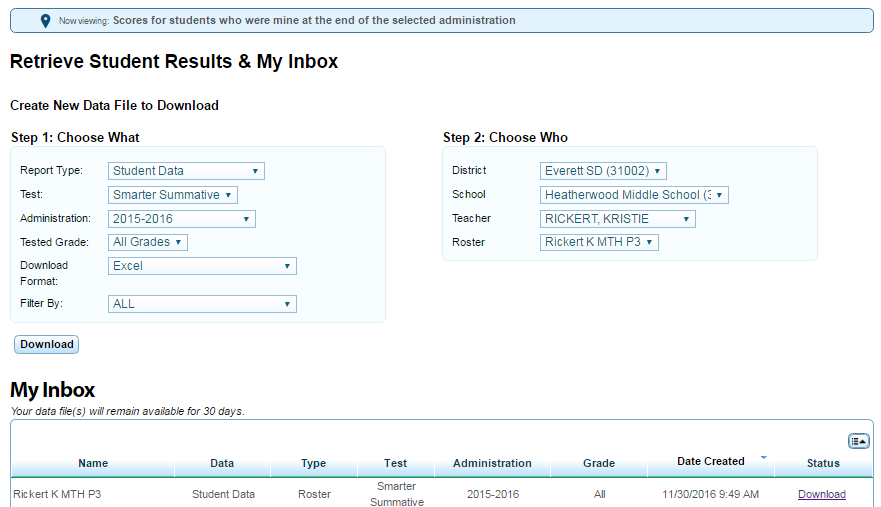 Now viewing: Scores for students who were mine at the end of the selected administration
Retrieve Student Results & My Inbox
Create New Data File to Download
Step 1: Choose What
Report Type: Student Data
Test: Smarter Summative
Administration: 2015-2016
Tested Grade: All Grades
Download Format: Excel
Filter By: ALL
Download
Step 2: Choose Who
District Everett SD (31002)
School Heatherwood Middle School (3
Teacher RICKERT, KRISTIE
Roster Rickert K MTH P3
My Inbox
Your data file(s) will remain available for 30 days.
Name Data Type Test Administration Grade Date Created Status
Rickert K MTH P3 Student Data Roster Smarter Summative 2015-2016 All 11/30/2016 9:49 AM Download